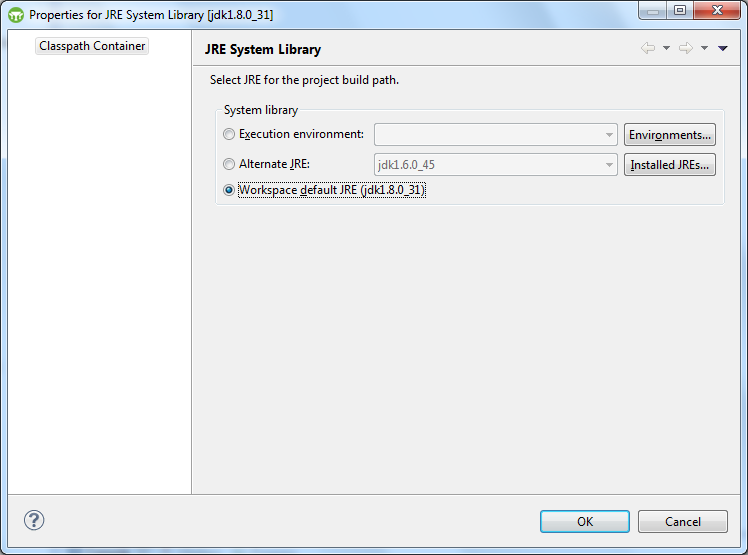 Properties for JRE System Library [jdk1.8.0_31]
Classpath Container
JRE System Library
Select JRE for the project build path.
System library
Execution environment:
Environments...
Alternate JRE:
jdk1.6.0_45
Installed JREs...
Workspace default JRE (jdk1.8.0_31)
?
OK
Cancel